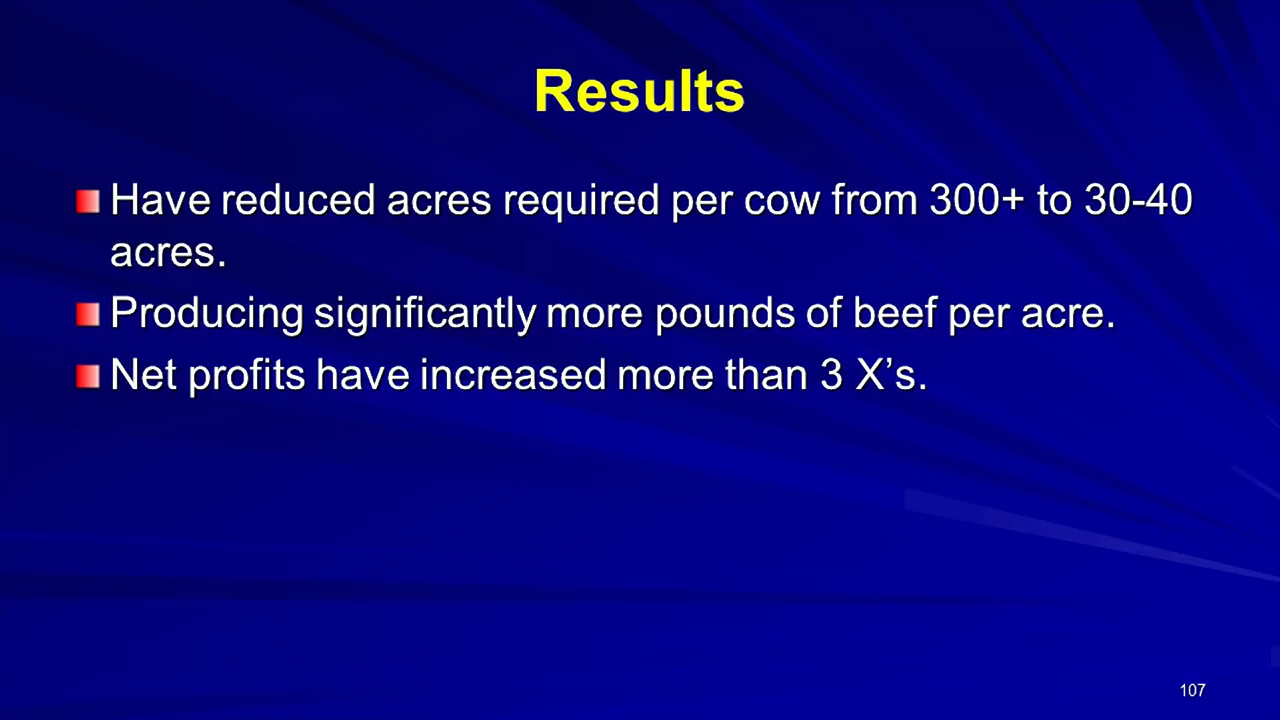 Results
Have reduced acres required per cow from 300+ to 30-40
acres.
Producing significantly more pounds of beef per acre.
Net profits have increased more than 3 X’s.
107